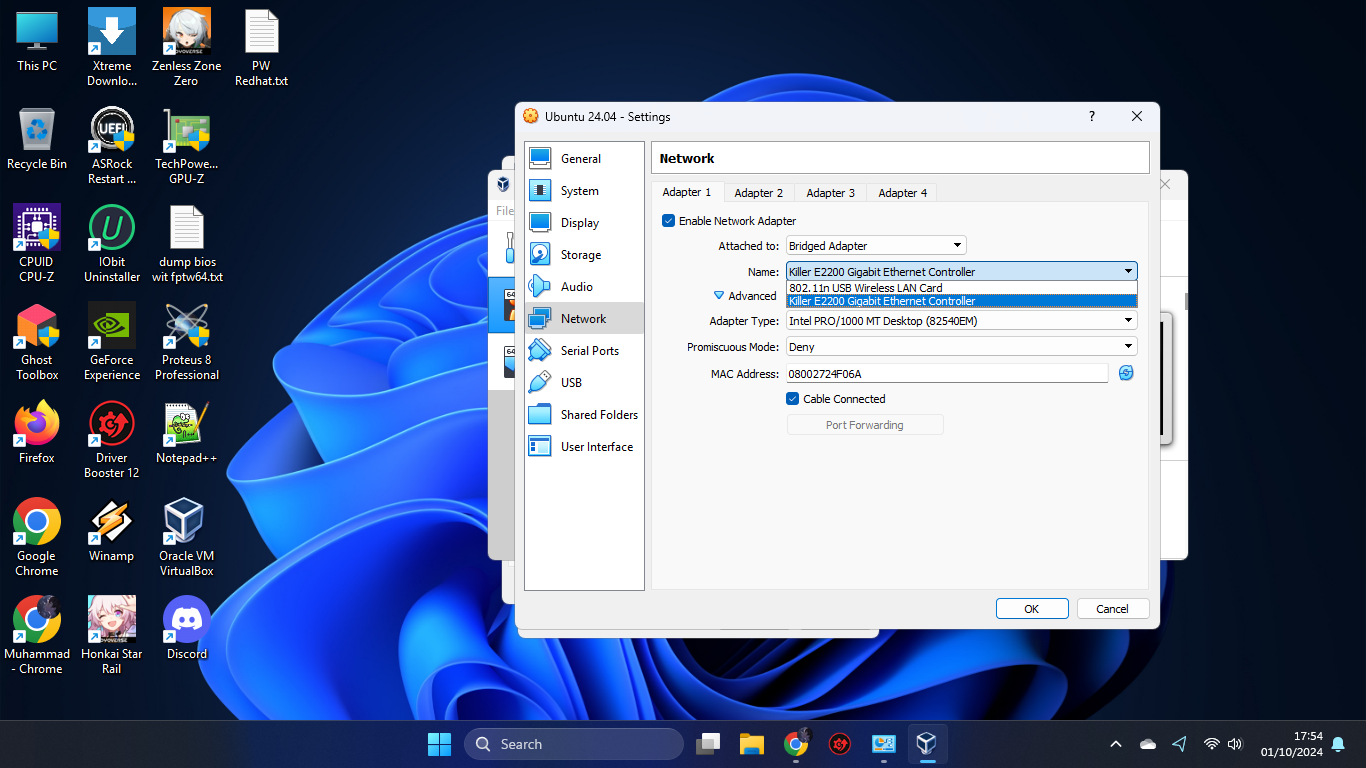 This PC
Xtreme
Downlo...
Zenless Zone
Zero
PW
Redhat.txt
Recycle Bin
UEFI
ASRock
Restart ...
TechPowe...
GPU-Z
CPUID
CPU-Z
IObit
Uninstaller
dump bios
wit fptw64.txt
Ghost
Toolbox
GeForce
Experience
Proteus 8
Professional
Firefox
Driver
Booster 12
Notepad++
Google
Chrome
Winamp
Oracle VM
VirtualBox
Muhammad
- Chrome
Honkai Star
Rail
Discord
File
64
64
Ubuntu 24.04 - Settings
?
General
System
Display
Storage
Audio
Network
Serial Ports
USB
Shared Folders
User Interface
Network
Adapter 1
Adapter 2
Adapter 3
Adapter 4
Enable Network Adapter
Attached to:
Bridged Adapter
Name:
Killer E2200 Gigabit Ethernet Controller
802.11n USB Wireless LAN Card
Killer E2200 Gigabit Ethernet Controller
Advanced
Adapter Type:
Intel PRO/1000 MT Desktop (82540EM)
Promiscuous Mode:
Deny
MAC Address:
08002724F06A
Cable Connected
Port Forwarding
OK
Cancel
Search
17:54
01/10/2024